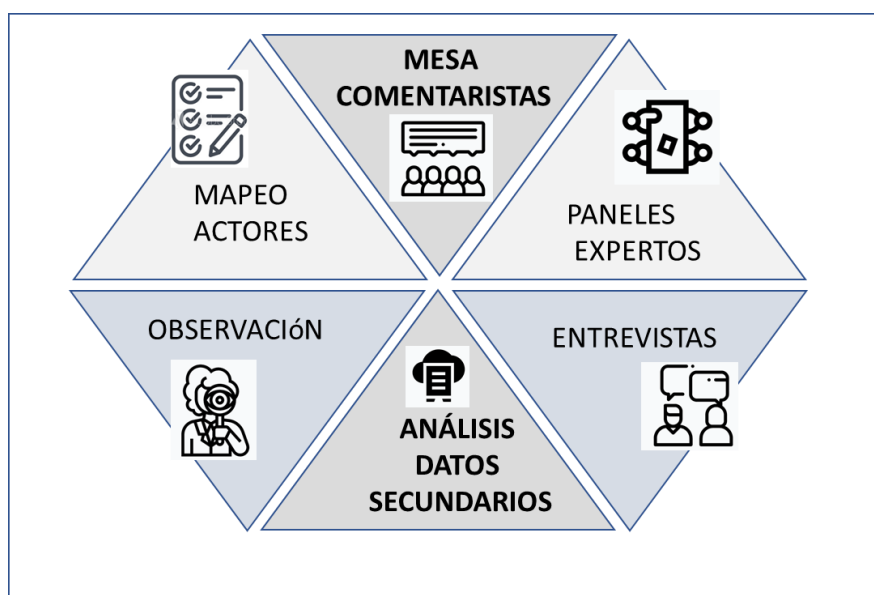 MESA
COMENTARISTAS
MAPEO
ACTORES
PANELES
EXPERTOS
OBSERVACIóN
ENTREVISTAS
ANÁLISIS
DATOS
SECUNDARIOS